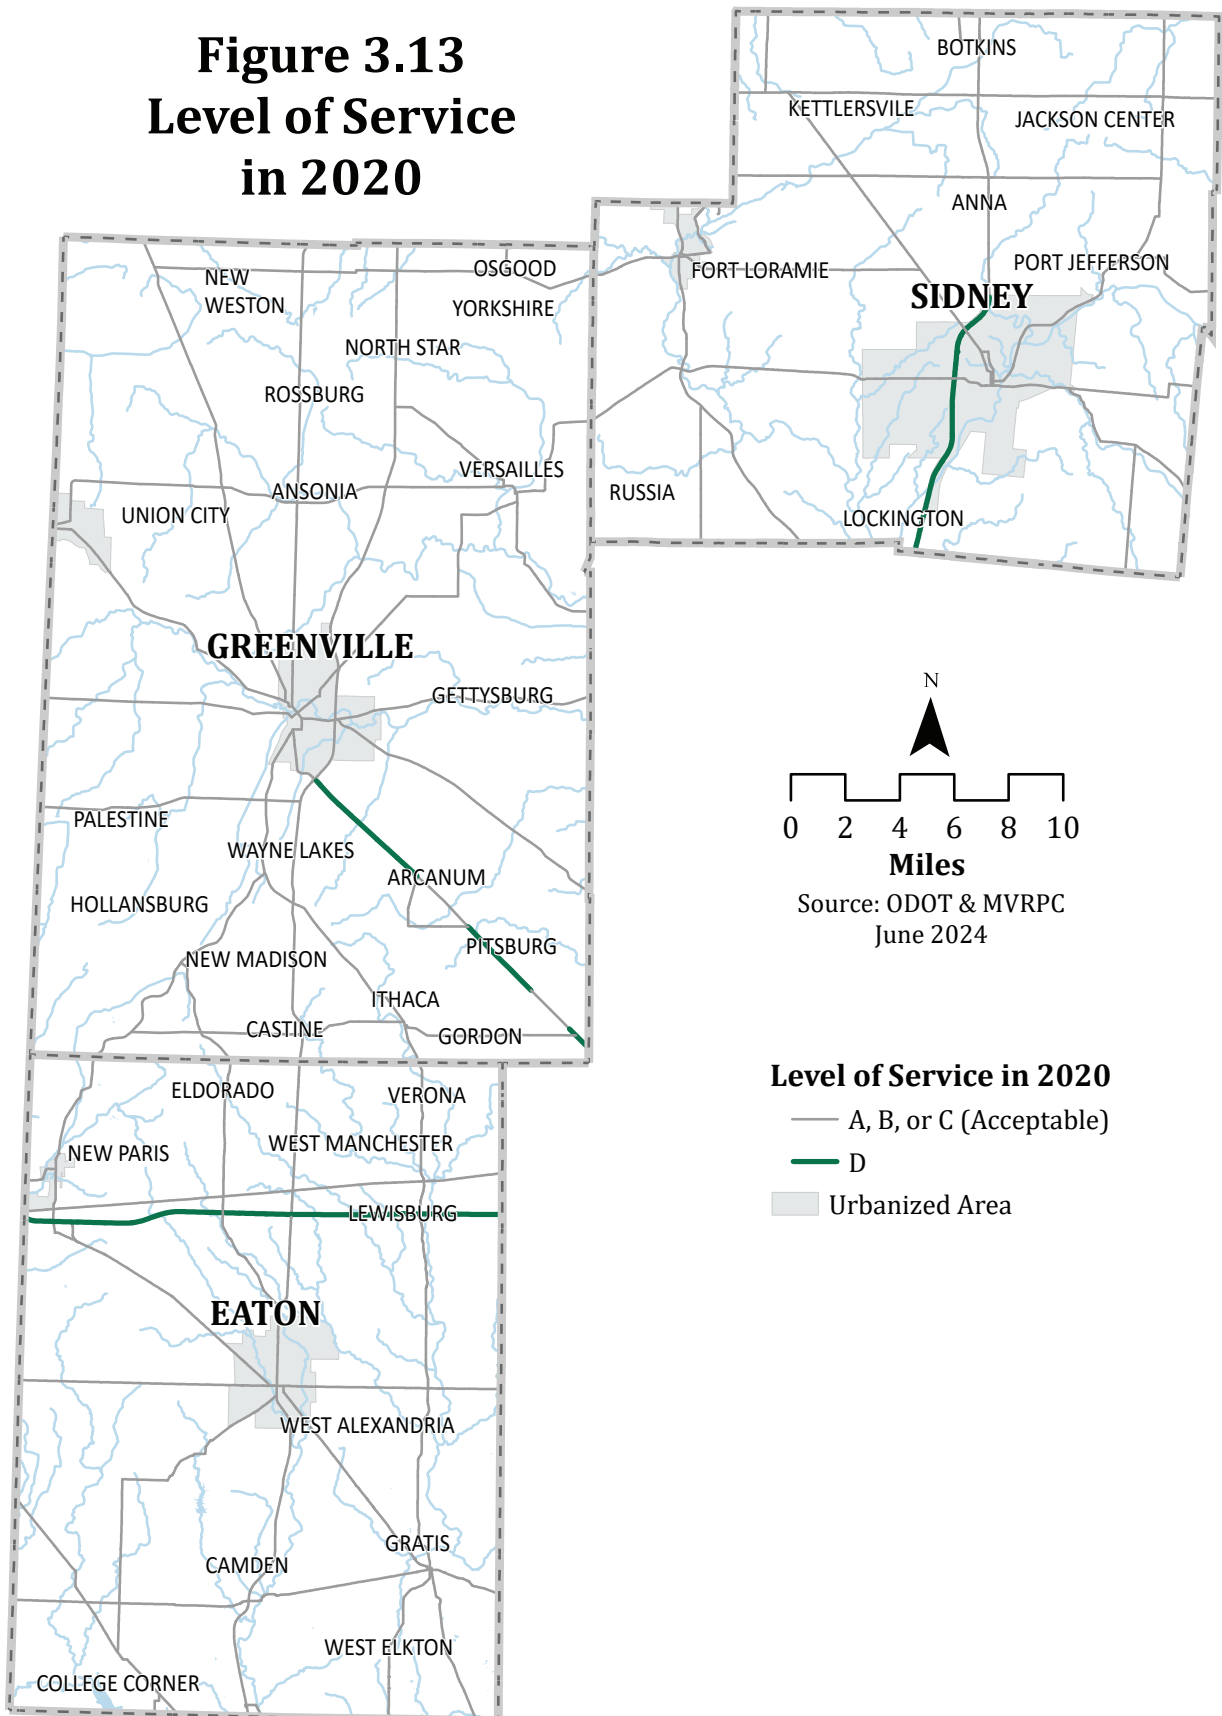 Figure 3.13
Level of Service
in 2020
BOTKINS
KETTLERSVILE
JACKSON CENTER
ANNA
FORT LORAMIE
PORT JEFFERSON
SIDNEY
RUSSIA
LOCKINGTON
NEW
WESTON
OSGOOD
YORKSHIRE
NORTH STAR
ROSSBURG
VERSAILLES
ANSONIA
UNION CITY
GREENVILLE
GETTYSBURG
PALESTINE
WAYNE LAKES
ARCANUM
HOLLANSBURG
PITSBURG
NEW MADISON
ITHACA
CASTINE
GORDON
ELDORADO
VERONA
WEST MANCHESTER
NEW PARIS
LEWISBURG
EATON
WEST ALEXANDRIA
GRATIS
CAMDEN
WEST ELKTON
COLLEGE CORNER
N
0 2 4 6 8 10
Miles
Source: ODOT & MVRPC
June 2024
Level of Service in 2020
A, B, or C (Acceptable)
D
Urbanized Area